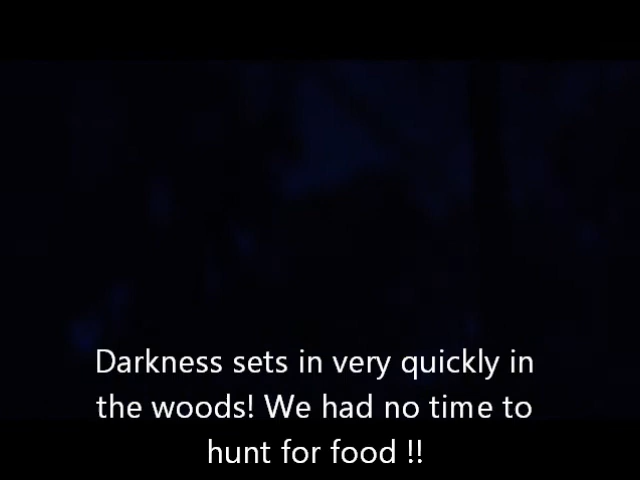 Darkness sets in very quickly in
the woods! We had no time to
hunt for food !!